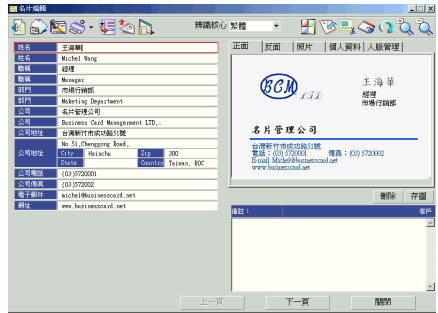 名片編輯
辨識核心 繁體
姓名 王海華
姓名 Michel Wang
職稱 經理
職稱 Manager
部門 市場行銷部
部門 Maketing Department
公司 名片管理公司
公司 Business Card Management LTD,.
公司地址 台灣新竹市成功路51號
公司地址 No 51,Chenggong Road,
City Hsinchu Zip 300
State Country Taiwan, ROC
公司電話 (03)5720001
公司傳真 (03)572002
電子郵件 michel@businesscard.net
網址 www.businesscard.net
正面 反面 照片 個人資料 人脈管理
BCM LTD
王海華
經理
市場行銷部
名片管理公司
台灣新竹市成功路51號
電話：(03) 5720001 傳真：(03) 5720002
E-mail: Michel@businesscard.net
www.businesscard.net
刪除 存圖
備註： 客戶
上一頁 下一頁 關閉